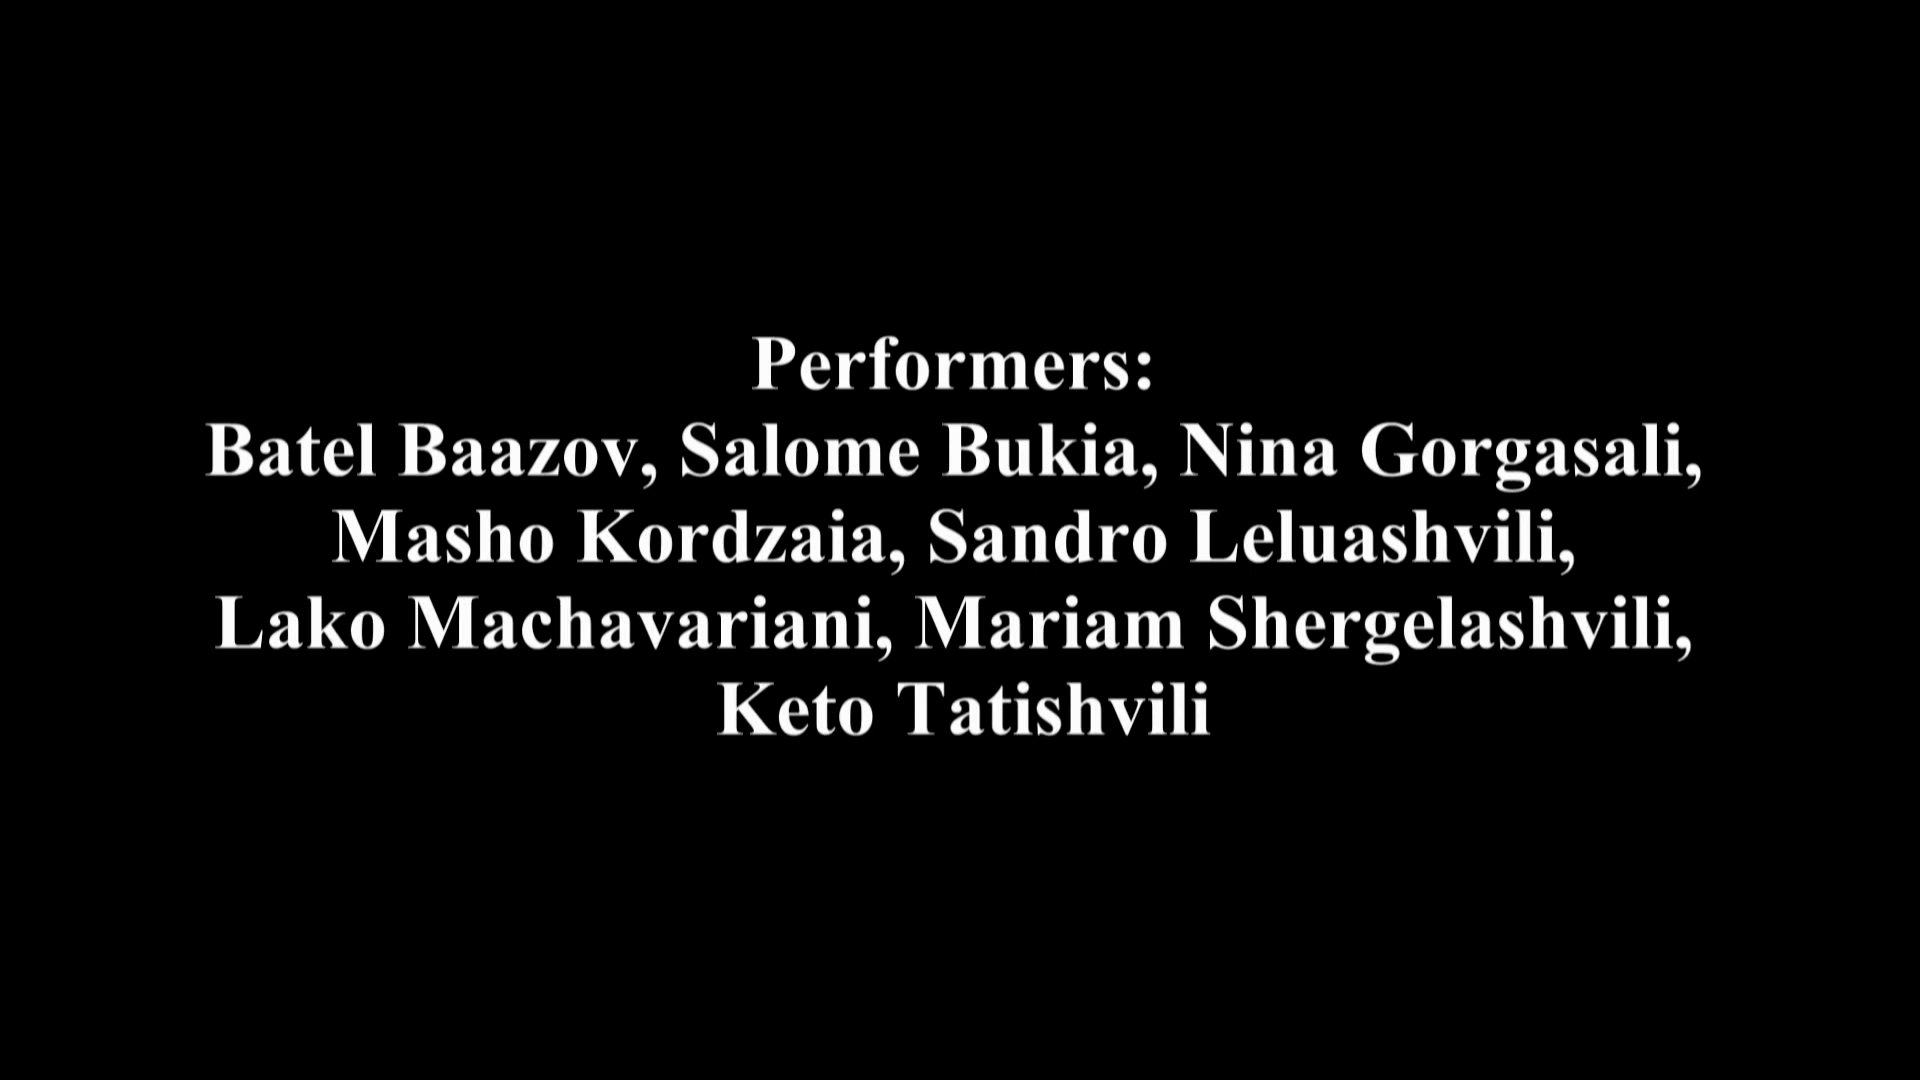 Performers:
Batel Baazov, Salome Bukia, Nina Gorgasali,
Masho Kordzaia, Sandro Leluashvili,
Lako Machavariani, Mariam Shergelashvili,
Keto Tatishvili